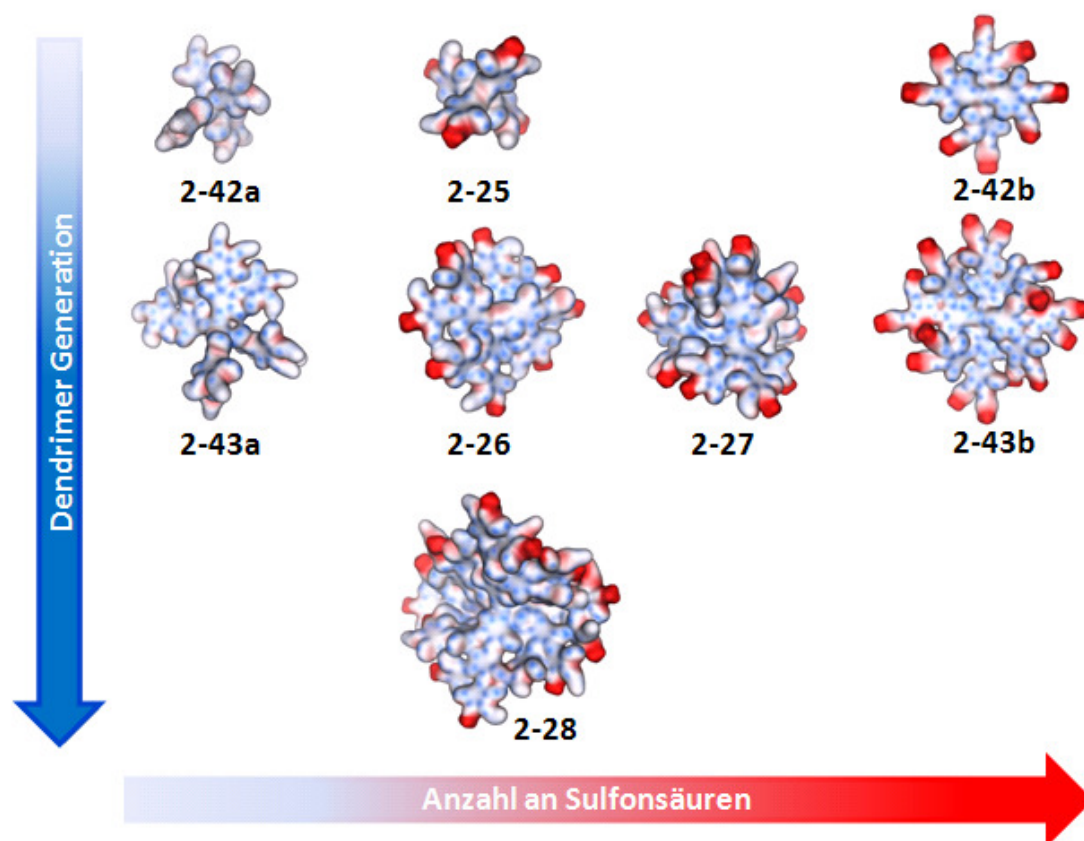 Dendrimer Generation
2-42a
2-25
2-42b
2-43a
2-26
2-27
2-43b
2-28
Anzahl an Sulfonsäuren